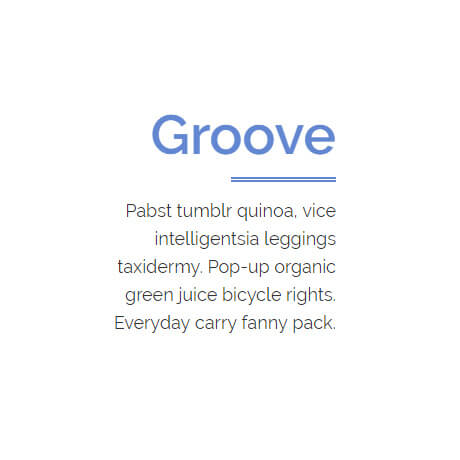 Groove
Pabst tumblr quinoa, vice
intelligentsia leggings
taxidermy. Pop-up organic
green juice bicycle rights.
Everyday carry fanny pack.